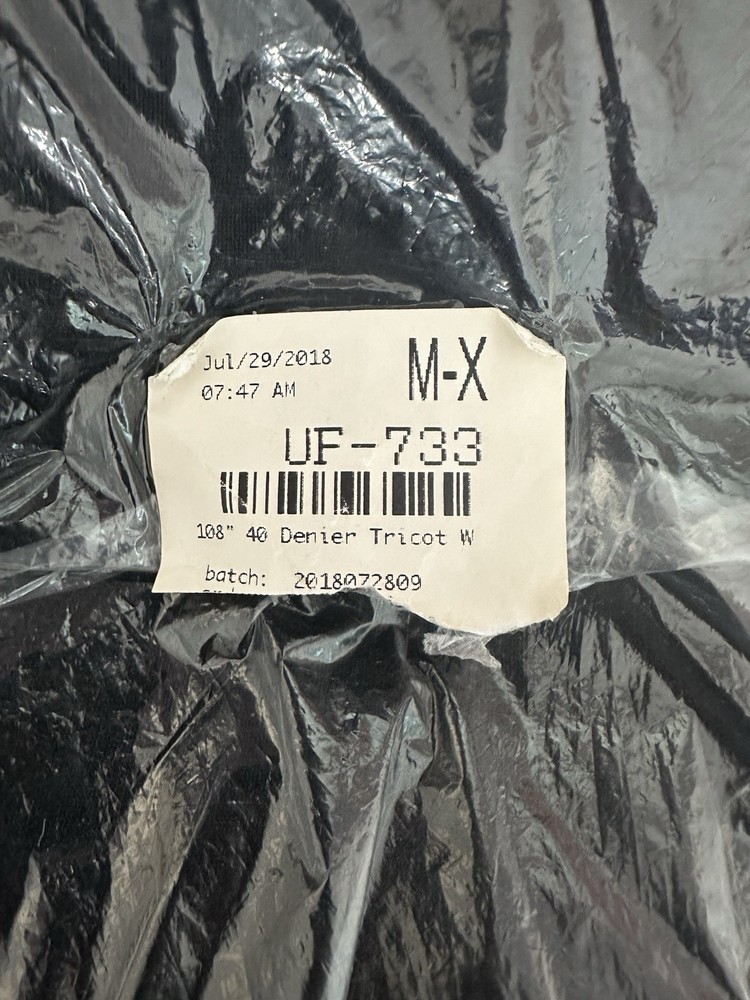 Jul/29/2018
07:47 AM
M-X
UF-733
108" 40 Denier Tricot W
batch: 2018072809